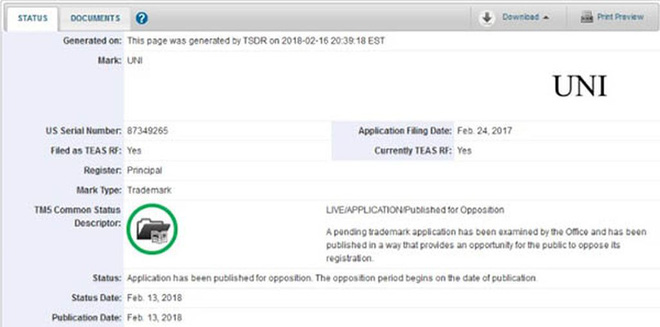 STATUS DOCUMENTS ? Download Print Preview
Generated on: This page was generated by TSDR on 2018-02-16 20:39:18 EST
Mark: UNI
UNI
US Serial Number: 87349265 Application Filing Date: Feb. 24, 2017
Filed as TEAS RF: Yes Currently TEAS RF: Yes
Register: Principal
Mark Type: Trademark
TM5 Common Status LIVE/APPLICATION/Published for Opposition
Descriptor:
A pending trademark application has been examined by the Office and has been
published in a way that provides an opportunity for the public to oppose its
registration.
Status: Application has been published for opposition. The opposition period begins on the date of publication.
Status Date: Feb. 13, 2018
Publication Date: Feb. 13, 2018